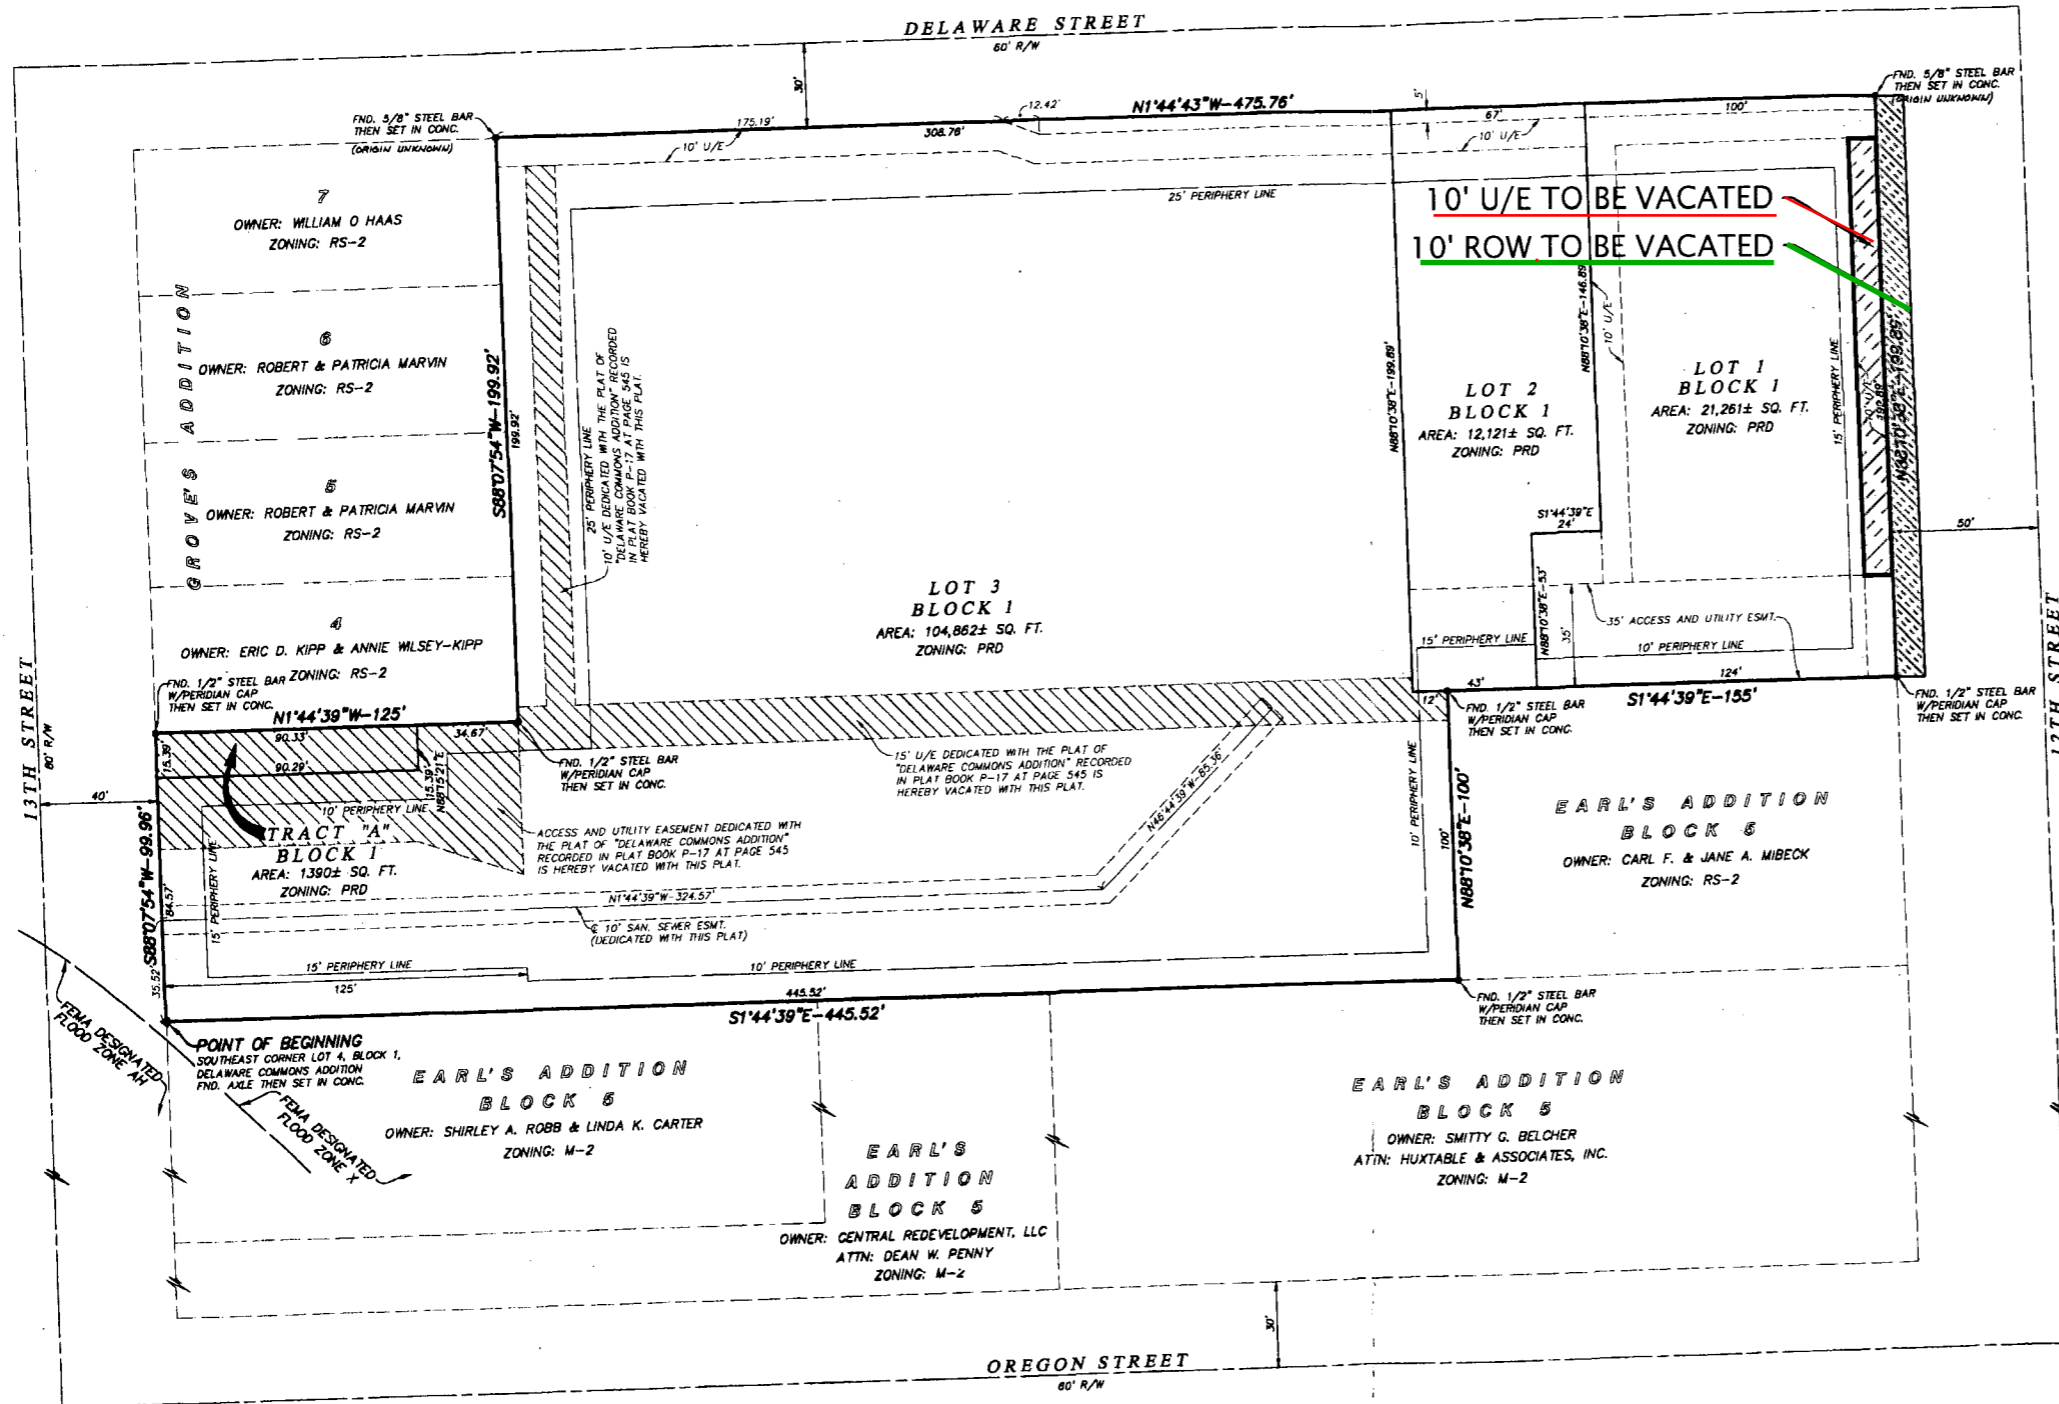 DELAWARE STREET
60' R/W
30'
FND. 5/8" STEEL BAR
THEN SET IN CONC.
(ORIGIN UNKNOWN)
175.19'
308.76'
12.42'
N1°44'43"W-475.76'
5'
67'
100'
FND. 5/8" STEEL BAR
THEN SET IN CONC.
(ORIGIN UNKNOWN)
10' U/E
10' U/E
10' U/E
25' PERIPHERY LINE
10' U/E TO BE VACATED
10' ROW TO BE VACATED
7
OWNER: WILLIAM O HAAS
ZONING: RS-2
6
OWNER: ROBERT & PATRICIA MARVIN
ZONING: RS-2
5
OWNER: ROBERT & PATRICIA MARVIN
ZONING: RS-2
4
OWNER: ERIC D. KIPP & ANNIE WILSEY-KIPP
ZONING: RS-2
GROVE'S ADDITION
S88°07'54"W-199.92'
199.92'
25' PERIPHERY LINE
10' U/E DEDICATED WITH THE PLAT OF
"DELAWARE COMMONS ADDITION" RECORDED
IN PLAT BOOK P-17 AT PAGE 545 IS
HEREBY VACATED WITH THIS PLAT.
LOT 3
BLOCK 1
AREA: 104,862± SQ. FT.
ZONING: PRD
N88°10'38"E-199.89'
LOT 2
BLOCK 1
AREA: 12,121± SQ. FT.
ZONING: PRD
N88°10'38"E-146.89'
10' U/E
LOT 1
BLOCK 1
AREA: 21,261± SQ. FT.
ZONING: PRD
15' PERIPHERY LINE
10' U/E
S1°44'39"E
24'
N88°10'38"E-53'
35'
35' ACCESS AND UTILITY ESMT.
15' PERIPHERY LINE
10' PERIPHERY LINE
50'
12TH STREET
43'
124'
12'
S1°44'39"E-155'
FND. 1/2" STEEL BAR
W/PERIDIAN CAP
THEN SET IN CONC.
FND. 1/2" STEEL BAR
W/PERIDIAN CAP
THEN SET IN CONC.
13TH STREET
80' R/W
40'
FND. 1/2" STEEL BAR
W/PERIDIAN CAP
THEN SET IN CONC.
N1°44'39"W-125'
90.33'
34.67'
15.39'
90.29'
15.39'
N88°15'21"E
FND. 1/2" STEEL BAR
W/PERIDIAN CAP
THEN SET IN CONC.
15' U/E DEDICATED WITH THE PLAT OF
"DELAWARE COMMONS ADDITION" RECORDED
IN PLAT BOOK P-17 AT PAGE 545 IS
HEREBY VACATED WITH THIS PLAT.
N46°44'39"W-85.36'
10' PERIPHERY LINE
100'
N88°10'38"E-100'
EARL'S ADDITION
BLOCK 5
OWNER: CARL F. & JANE A. MIBECK
ZONING: RS-2
10' PERIPHERY LINE
TRACT "A"
BLOCK 1
AREA: 1390± SQ. FT.
ZONING: PRD
ACCESS AND UTILITY EASEMENT DEDICATED WITH
THE PLAT OF "DELAWARE COMMONS ADDITION"
RECORDED IN PLAT BOOK P-17 AT PAGE 545
IS HEREBY VACATED WITH THIS PLAT.
S88°07'54"W-99.96'
84.57'
35.52'
15' PERIPHERY LINE
N1°44'39"W-324.57'
℄ 10' SAN. SEWER ESMT.
(DEDICATED WITH THIS PLAT)
15' PERIPHERY LINE
10' PERIPHERY LINE
125'
445.52'
S1°44'39"E-445.52'
FND. 1/2" STEEL BAR
W/PERIDIAN CAP
THEN SET IN CONC.
FEMA DESIGNATED
FLOOD ZONE AH
FEMA DESIGNATED
FLOOD ZONE X
POINT OF BEGINNING
SOUTHEAST CORNER LOT 4, BLOCK 1,
DELAWARE COMMONS ADDITION
FND. AXLE THEN SET IN CONC.
EARL'S ADDITION
BLOCK 5
OWNER: SHIRLEY A. ROBB & LINDA K. CARTER
ZONING: M-2
EARL'S
ADDITION
BLOCK 5
OWNER: CENTRAL REDEVELOPMENT, LLC
ATTN: DEAN W. PENNY
ZONING: M-2
EARL'S ADDITION
BLOCK 5
OWNER: SMITTY G. BELCHER
ATTN: HUXTABLE & ASSOCIATES, INC.
ZONING: M-2
30'
OREGON STREET
60' R/W